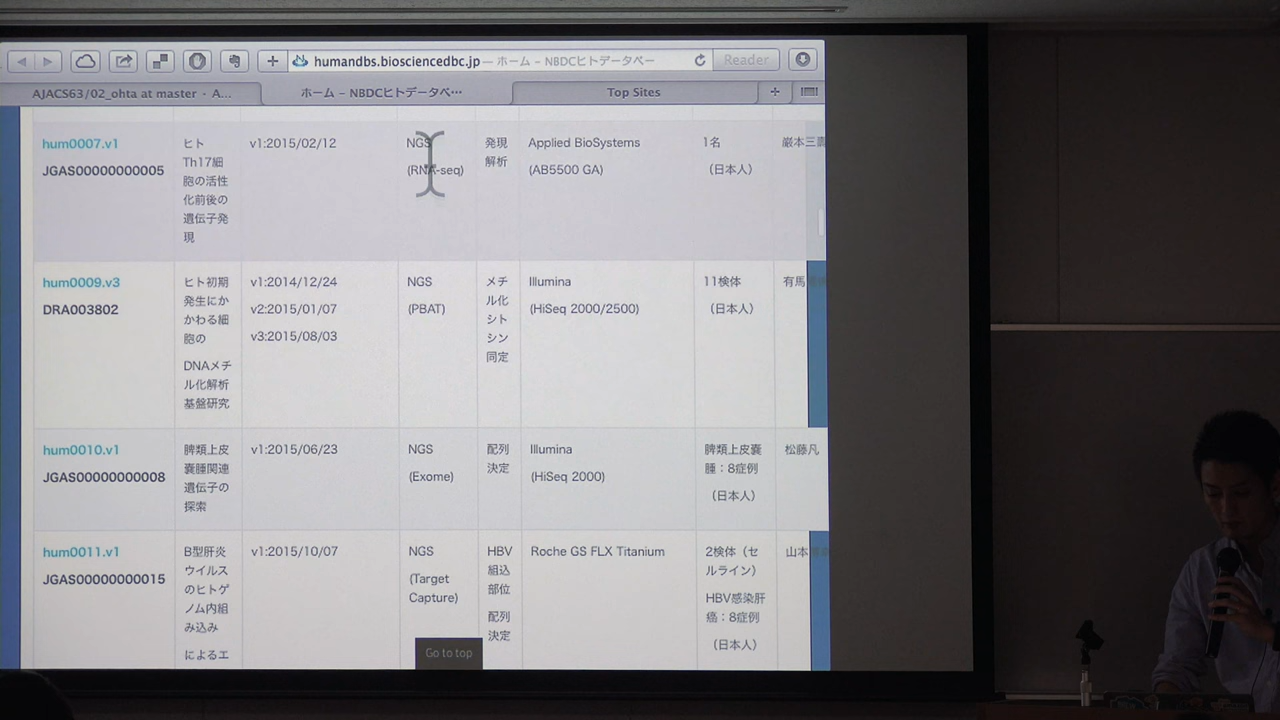 humandbs.biosciencedbc.jp — ホーム – NBDCヒトデータベー
Reader
AJACS63/02_ohta at master · A...
ホーム – NBDCヒトデータベ…
Top Sites
hum0007.v1
JGAS00000000005
ヒト
Th17細
胞の活性
化前後の
遺伝子発
現
v1:2015/02/12
NGS
(RNA-seq)
発現
解析
Applied BioSystems
(AB5500 GA)
1名
（日本人）
巌本三壽
hum0009.v3
DRA003802
ヒト初期
発生にか
かわる細
胞の
DNAメチ
ル化解析
基盤研究
v1:2014/12/24
v2:2015/01/07
v3:2015/08/03
NGS
(PBAT)
メチ
ル化
シト
シン
同定
Illumina
(HiSeq 2000/2500)
11検体
（日本人）
有馬
hum0010.v1
JGAS00000000008
脾類上皮
嚢腫関連
遺伝子の
探索
v1:2015/06/23
NGS
(Exome)
配列
決定
Illumina
(HiSeq 2000)
脾類上皮嚢
腫：8症例
（日本人）
松藤凡
hum0011.v1
JGAS00000000015
B型肝炎
ウイルス
のヒトゲ
ノム内組
み込み
によるエ
v1:2015/10/07
NGS
(Target
Capture)
HBV
組込
部位
配列
決定
Roche GS FLX Titanium
2検体（セ
ルライン）
HBV感染肝
癌：8症例
（日本人）
山本
Go to top